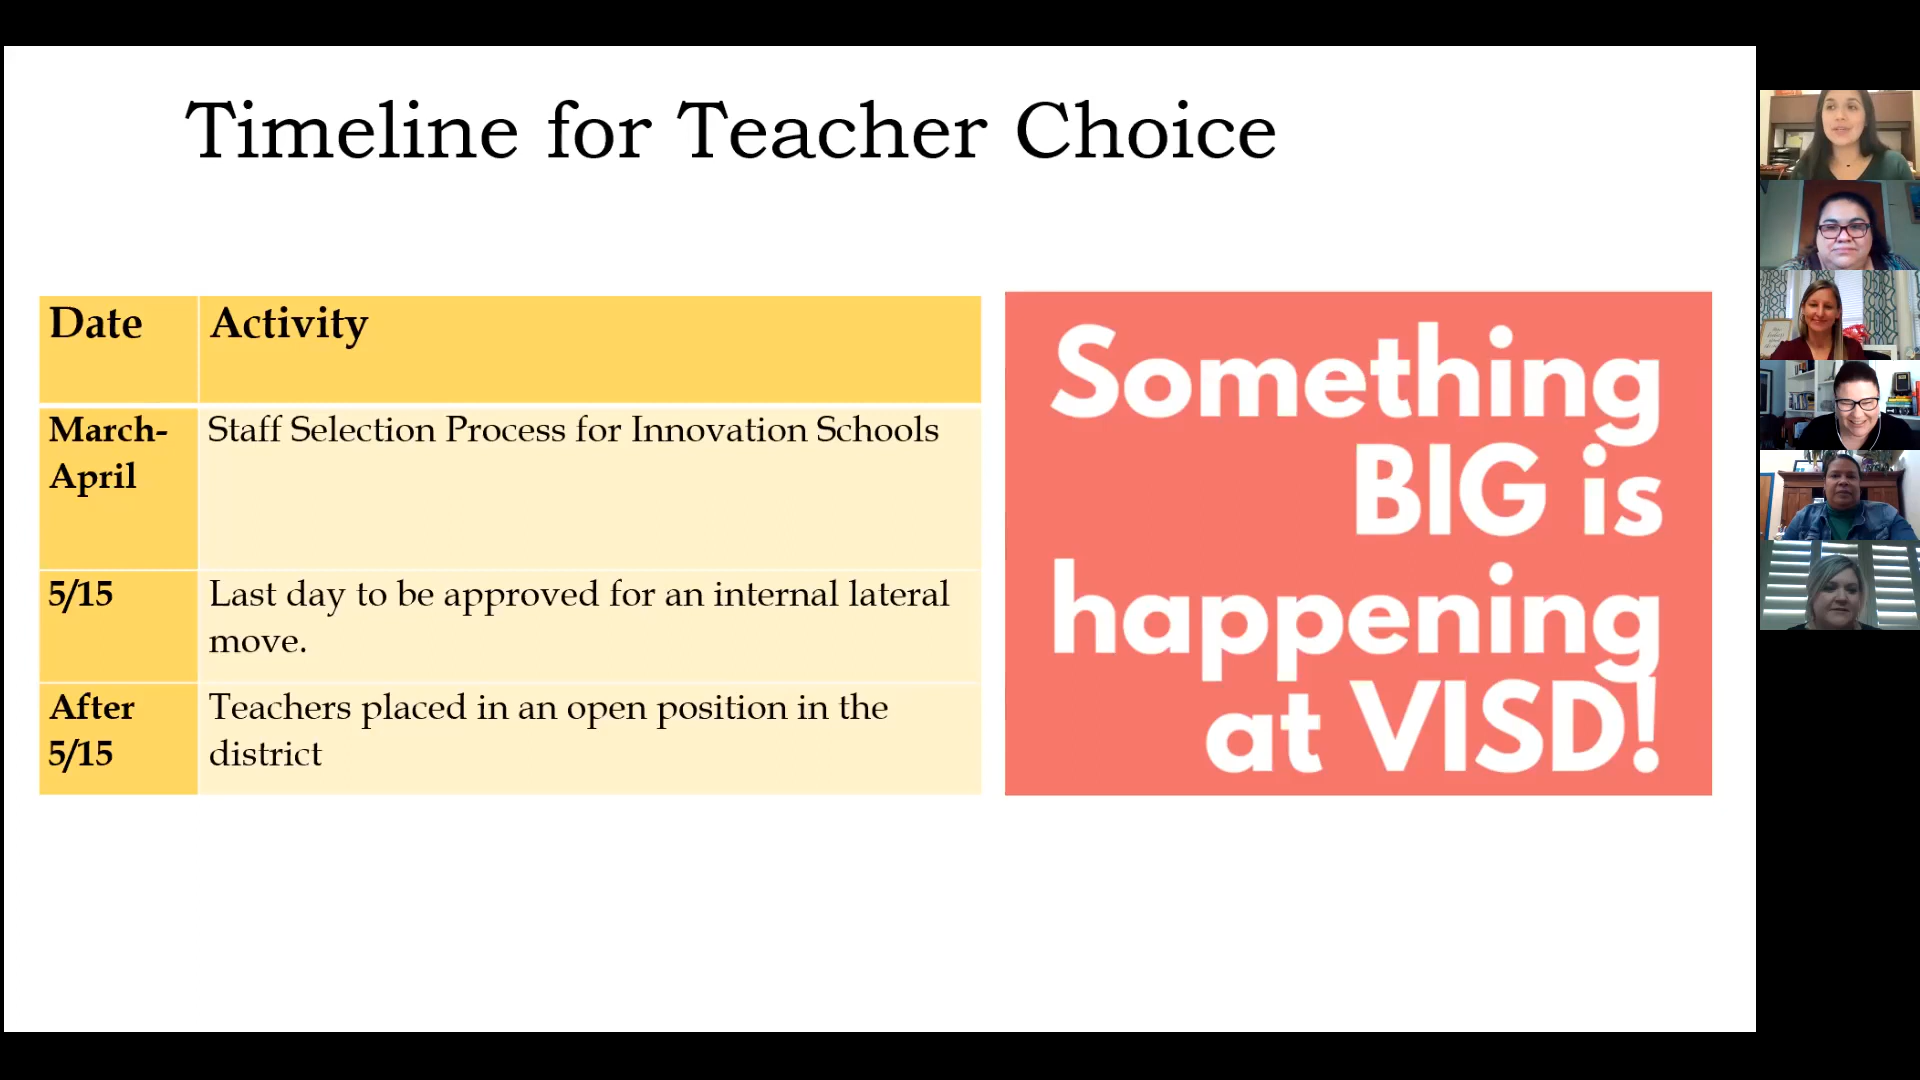 Timeline for Teacher Choice
Date Activity
March- Staff Selection Process for Innovation Schools
April
5/15 Last day to be approved for an internal lateral
move.
After Teachers placed in an open position in the
5/15 district
Something
BIG is
happening
at VISD!